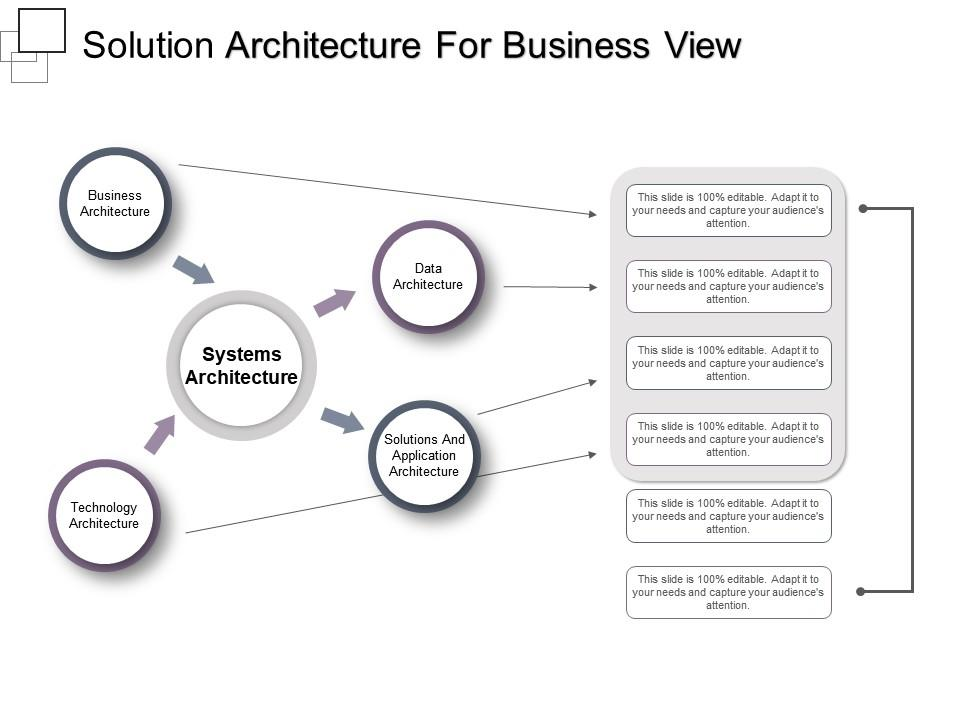 Solution Architecture For Business View
Business
Architecture
Data
Architecture
Systems
Architecture
Solutions And
Application
Architecture
Technology
Architecture
This slide is 100% editable. Adapt it to
your needs and capture your audience's
attention.
This slide is 100% editable. Adapt it to
your needs and capture your audience's
attention.
This slide is 100% editable. Adapt it to
your needs and capture your audience's
attention.
This slide is 100% editable. Adapt it to
your needs and capture your audience's
attention.
This slide is 100% editable. Adapt it to
your needs and capture your audience's
attention.
This slide is 100% editable. Adapt it to
your needs and capture your audience's
attention.